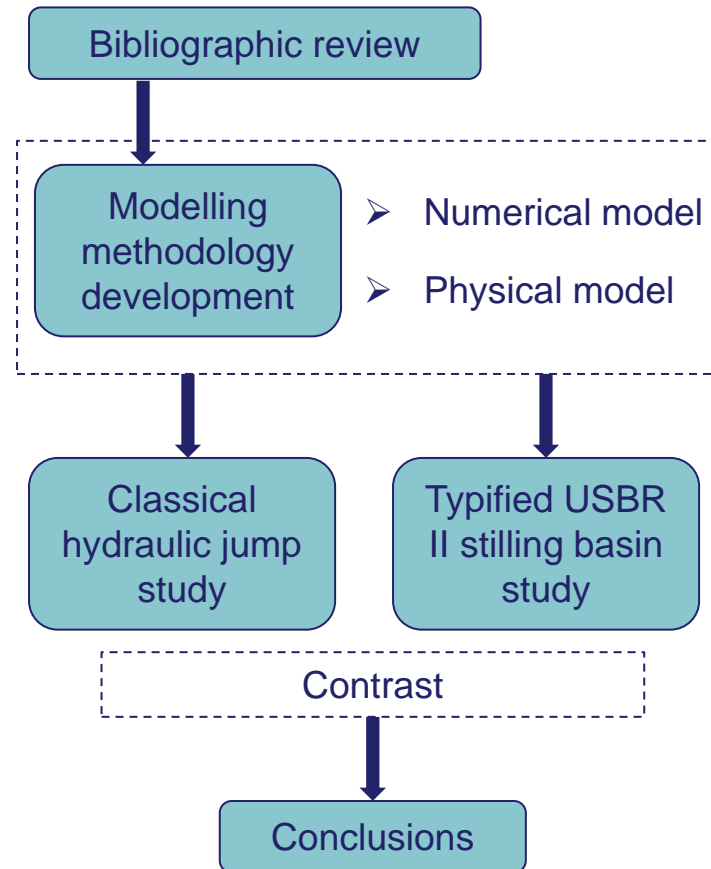 Bibliographic review
Modelling
methodology
development
➢ Numerical model
➢ Physical model
Classical
hydraulic jump
study
Typified USBR
II stilling basin
study
Contrast
Conclusions